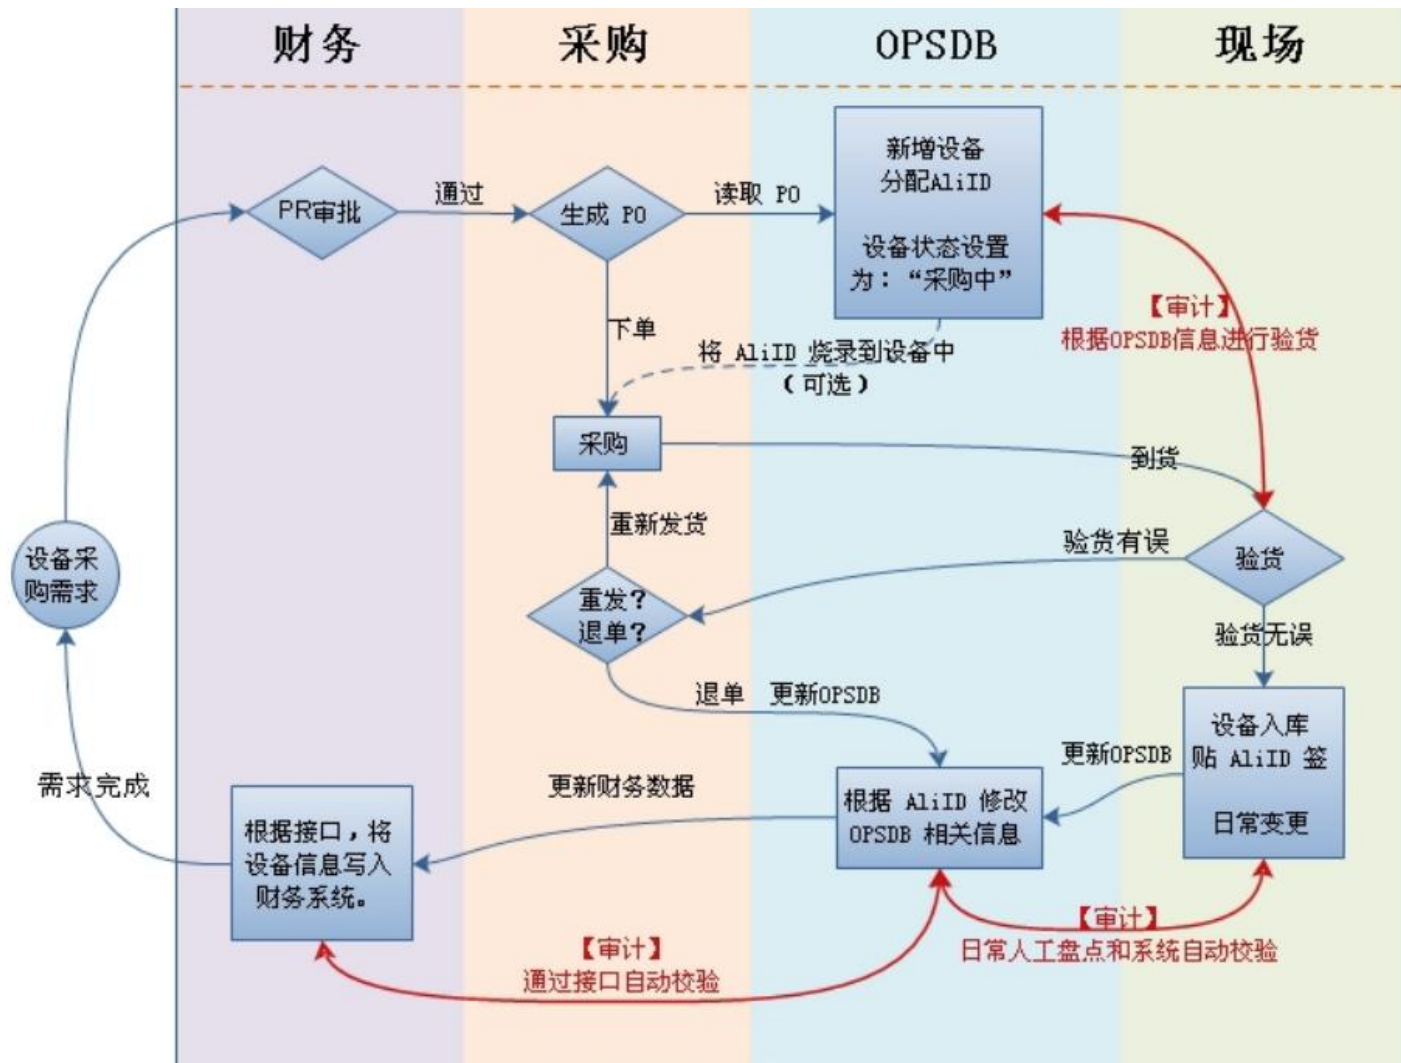 财务
采购
OPSDB
现场
新增设备
分配AliID
设备状态设置
为：“采购中”
PR审批
通过
生成 PO
读取 PO
【审计】
根据OPSDB信息进行验货
下单
将 AliID 烧录到设备中
（可选）
采购
到货
重新发货
验货有误
验货
设备采
购需求
重发?
退单?
验货无误
退单
更新OPSDB
设备入库
贴 AliID 签
日常变更
更新OPSDB
需求完成
更新财务数据
根据 AliID 修改
OPSDB 相关信息
根据接口，将
设备信息写入
财务系统。
【审计】
日常人工盘点和系统自动校验
【审计】
通过接口自动校验